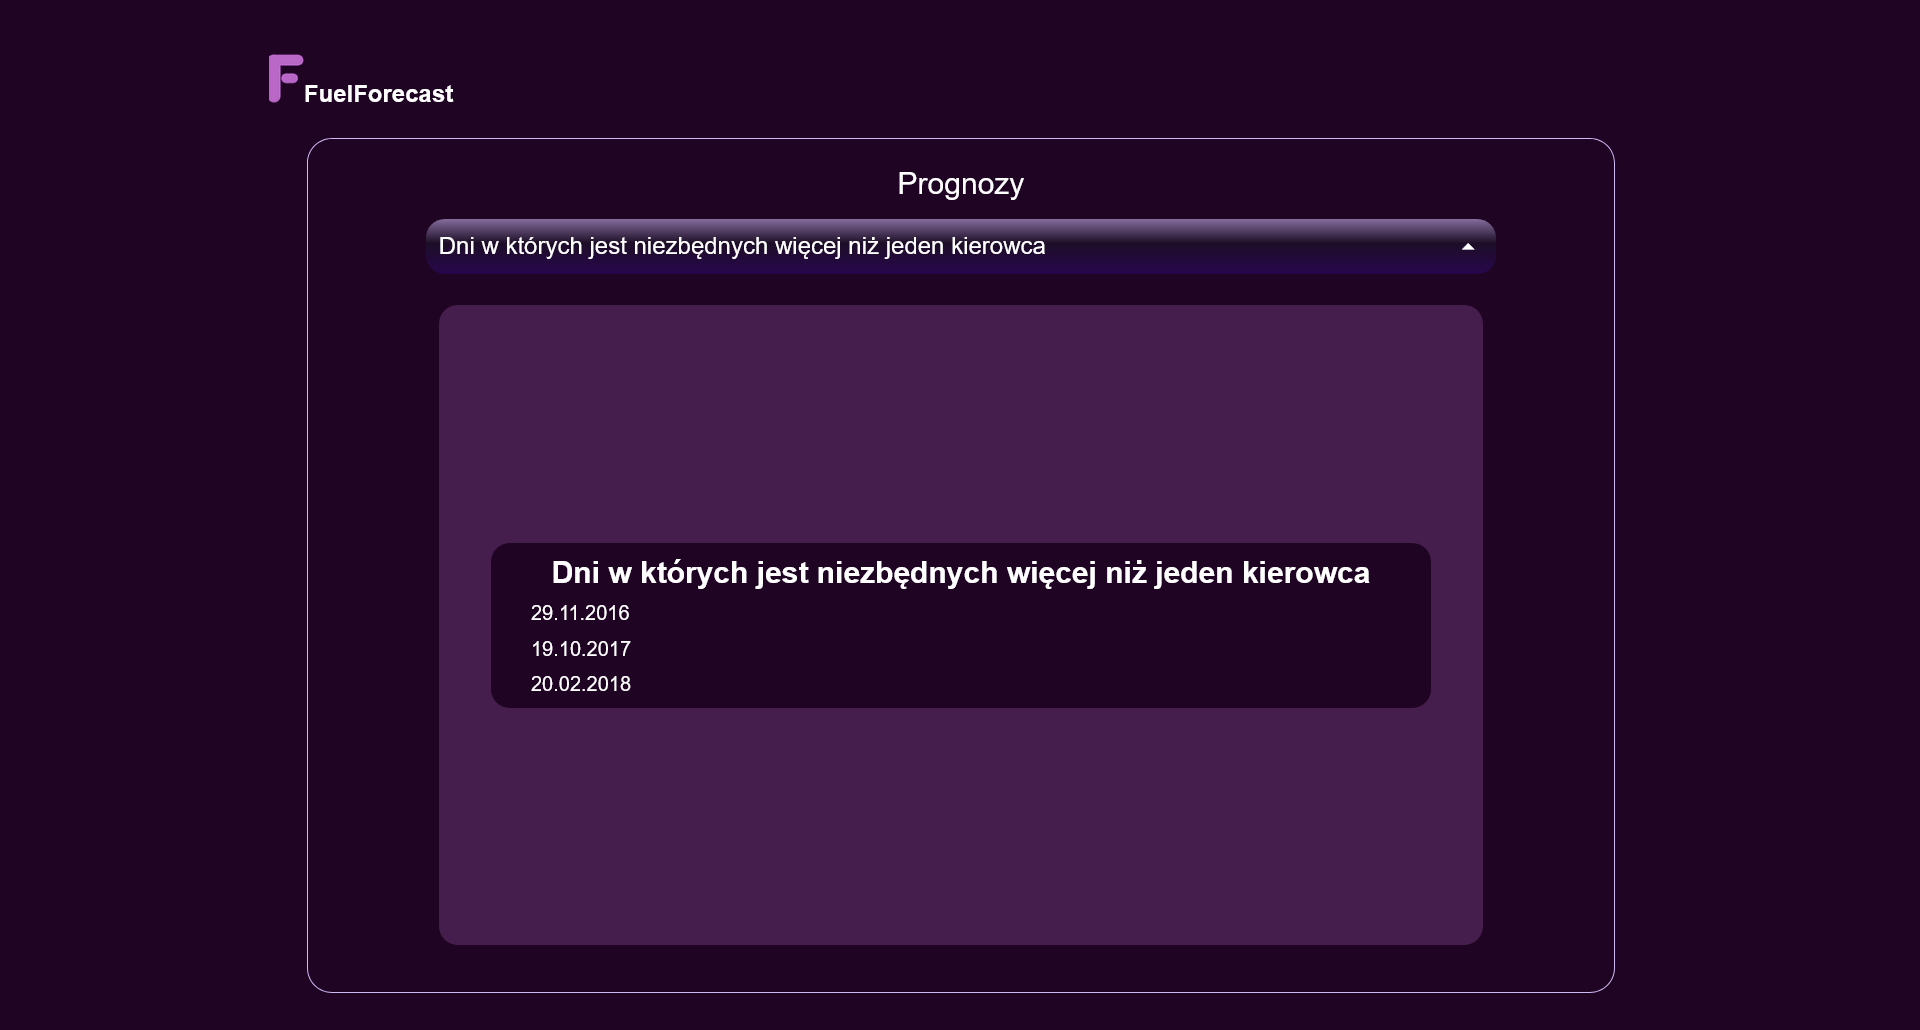 FuelForecast
Prognozy
Dni w których jest niezbędnych więcej niż jeden kierowca
Dni w których jest niezbędnych więcej niż jeden kierowca
29.11.2016
19.10.2017
20.02.2018